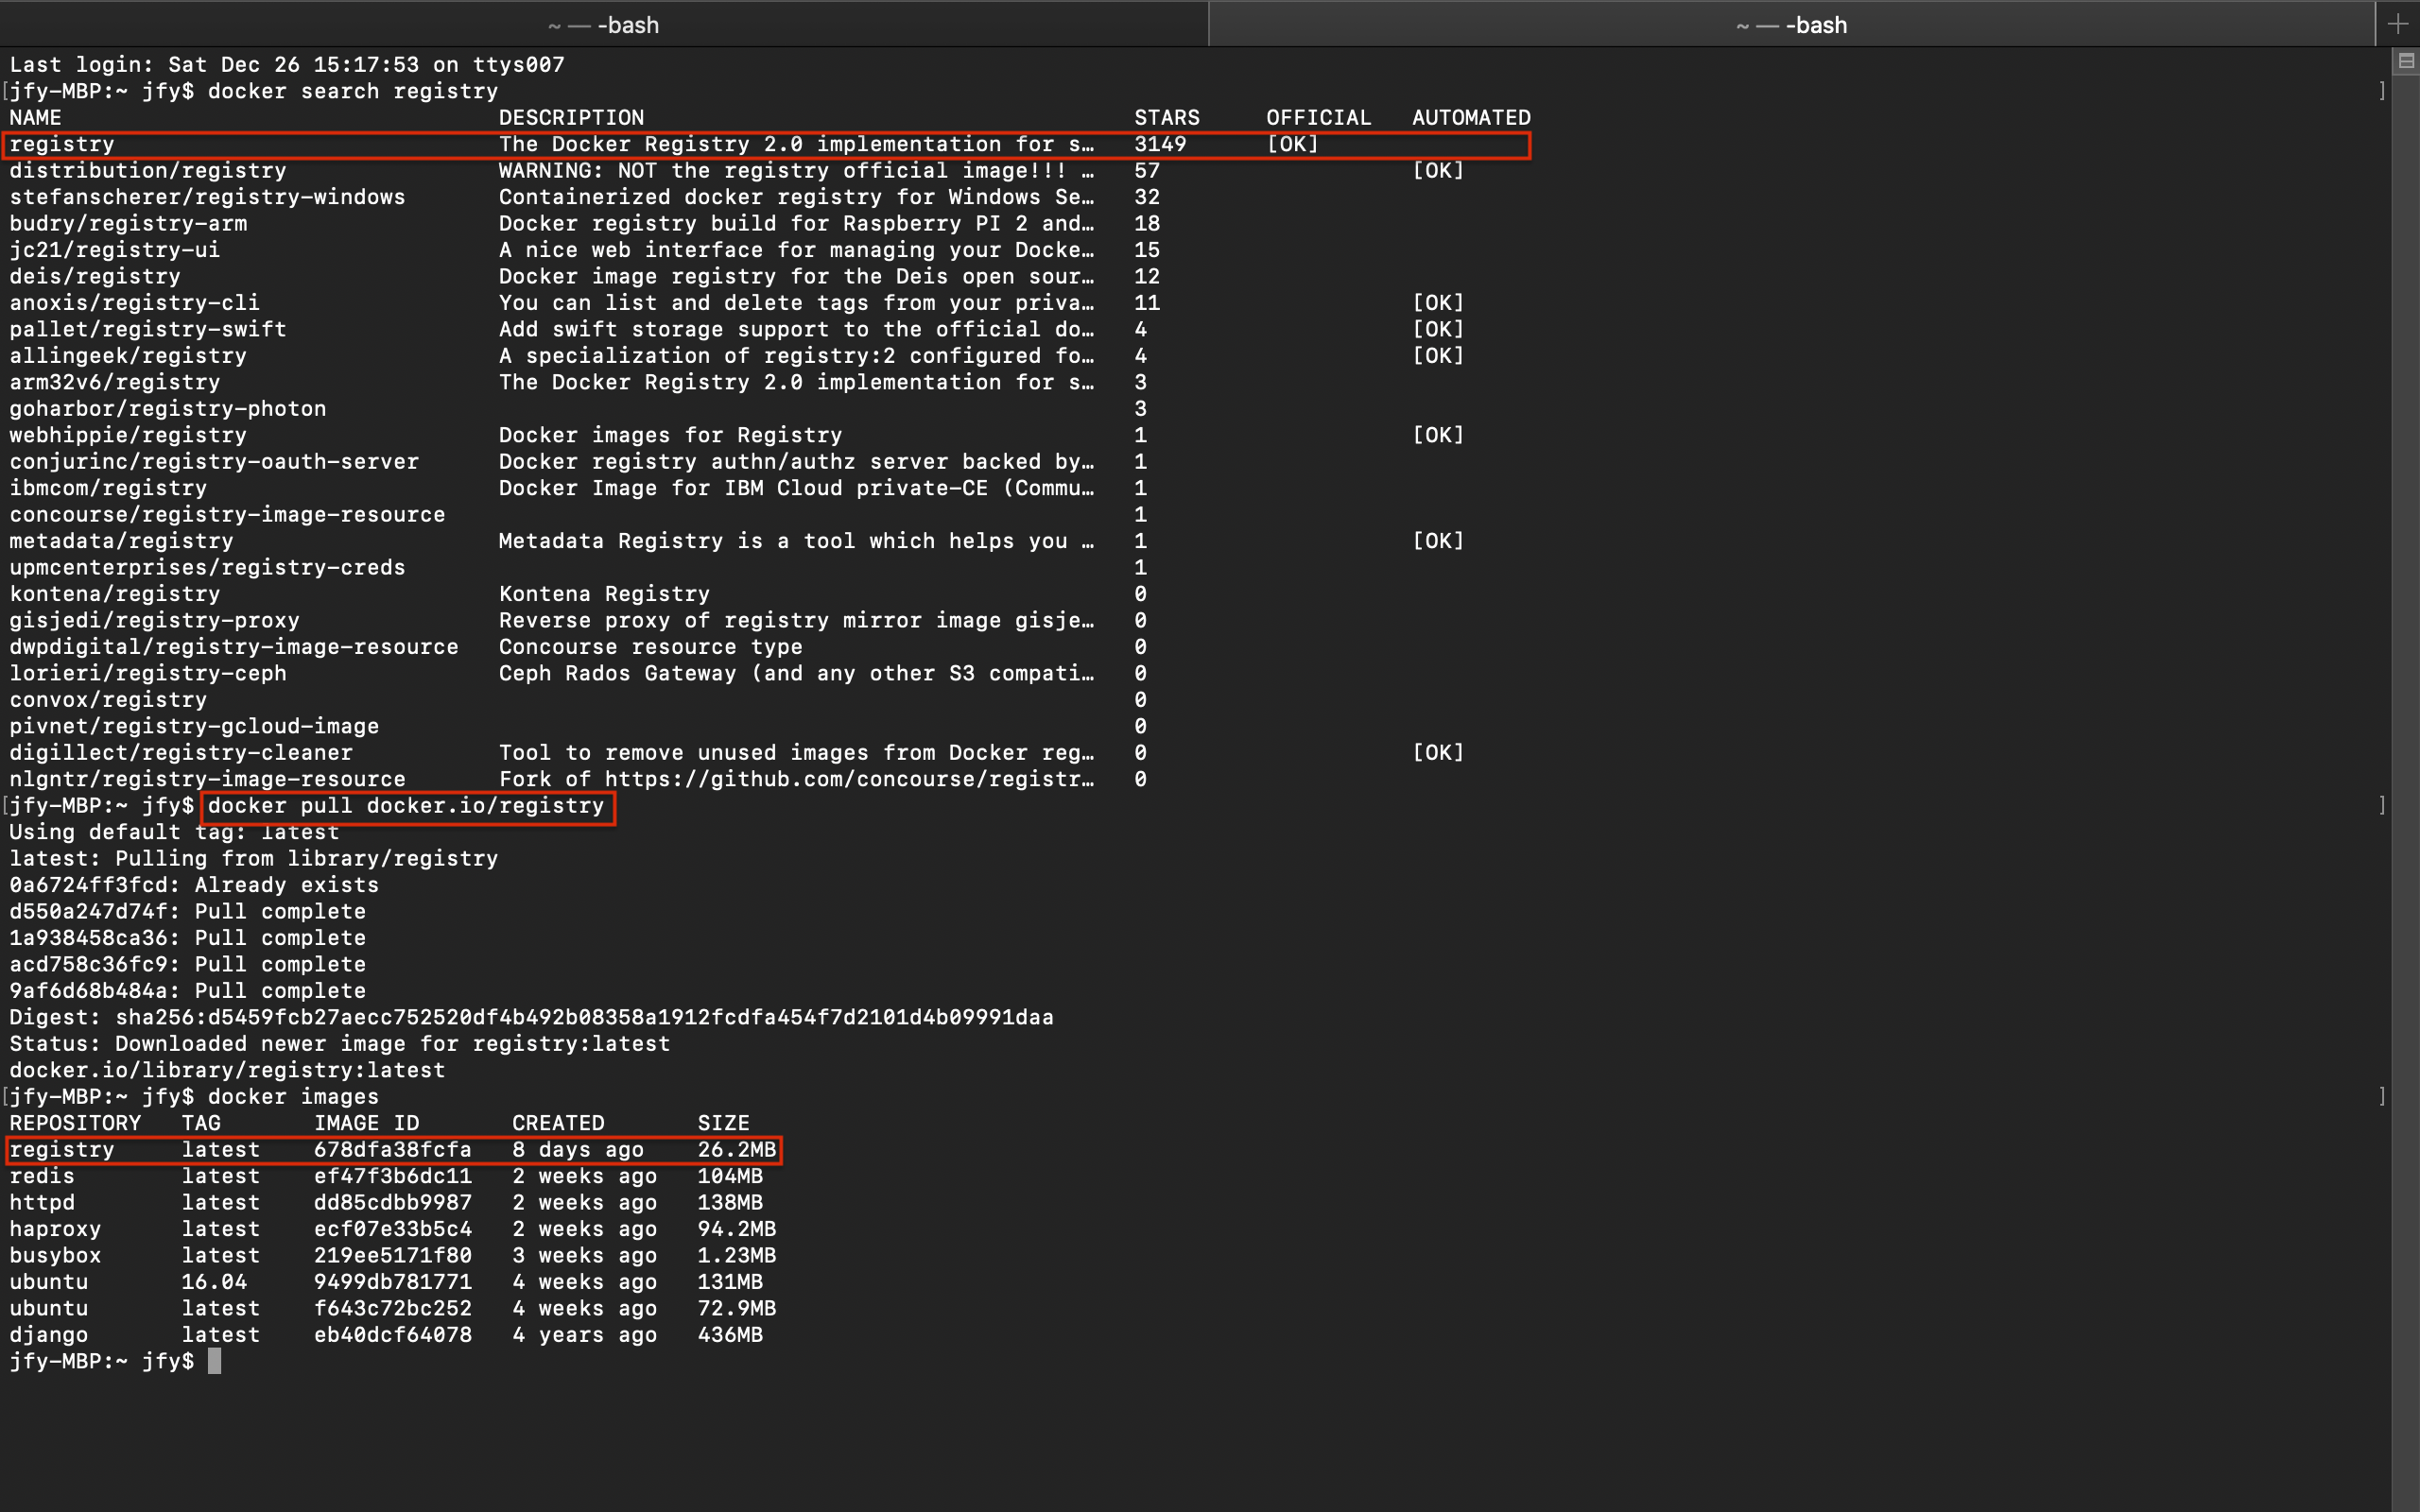 ~ — -bash ~ — -bash
Last login: Sat Dec 26 15:17:53 on ttys007
[jfy-MBP:~ jfy$ docker search registry ]
NAME DESCRIPTION STARS OFFICIAL AUTOMATED
registry The Docker Registry 2.0 implementation for s… 3149 [OK]
distribution/registry WARNING: NOT the registry official image!!! … 57 [OK]
stefanscherer/registry-windows Containerized docker registry for Windows Se… 32
budry/registry-arm Docker registry build for Raspberry PI 2 and… 18
jc21/registry-ui A nice web interface for managing your Docke… 15
deis/registry Docker image registry for the Deis open sour… 12
anoxis/registry-cli You can list and delete tags from your priva… 11 [OK]
pallet/registry-swift Add swift storage support to the official do… 4 [OK]
allingeek/registry A specialization of registry:2 configured fo… 4 [OK]
arm32v6/registry The Docker Registry 2.0 implementation for s… 3
goharbor/registry-photon 3
webhippie/registry Docker images for Registry 1 [OK]
conjurinc/registry-oauth-server Docker registry authn/authz server backed by… 1
ibmcom/registry Docker Image for IBM Cloud private-CE (Commu… 1
concourse/registry-image-resource 1
metadata/registry Metadata Registry is a tool which helps you … 1 [OK]
upmcenterprises/registry-creds 1
kontena/registry Kontena Registry 0
gisjedi/registry-proxy Reverse proxy of registry mirror image gisje… 0
dwpdigital/registry-image-resource Concourse resource type 0
lorieri/registry-ceph Ceph Rados Gateway (and any other S3 compati… 0
convox/registry 0
pivnet/registry-gcloud-image 0
digillect/registry-cleaner Tool to remove unused images from Docker reg… 0 [OK]
nlgntr/registry-image-resource Fork of https://github.com/concourse/registr… 0
[jfy-MBP:~ jfy$ docker pull docker.io/registry ]
Using default tag: latest
latest: Pulling from library/registry
0a6724ff3fcd: Already exists
d550a247d74f: Pull complete
1a938458ca36: Pull complete
acd758c36fc9: Pull complete
9af6d68b484a: Pull complete
Digest: sha256:d5459fcb27aecc752520df4b492b08358a1912fcdfa454f7d2101d4b09991daa
Status: Downloaded newer image for registry:latest
docker.io/library/registry:latest
[jfy-MBP:~ jfy$ docker images ]
REPOSITORY TAG IMAGE ID CREATED SIZE
registry latest 678dfa38fcfa 8 days ago 26.2MB
redis latest ef47f3b6dc11 2 weeks ago 104MB
httpd latest dd85cdbb9987 2 weeks ago 138MB
haproxy latest ecf07e33b5c4 2 weeks ago 94.2MB
busybox latest 219ee5171f80 3 weeks ago 1.23MB
ubuntu 16.04 9499db781771 4 weeks ago 131MB
ubuntu latest f643c72bc252 4 weeks ago 72.9MB
django latest eb40dcf64078 4 years ago 436MB
jfy-MBP:~ jfy$